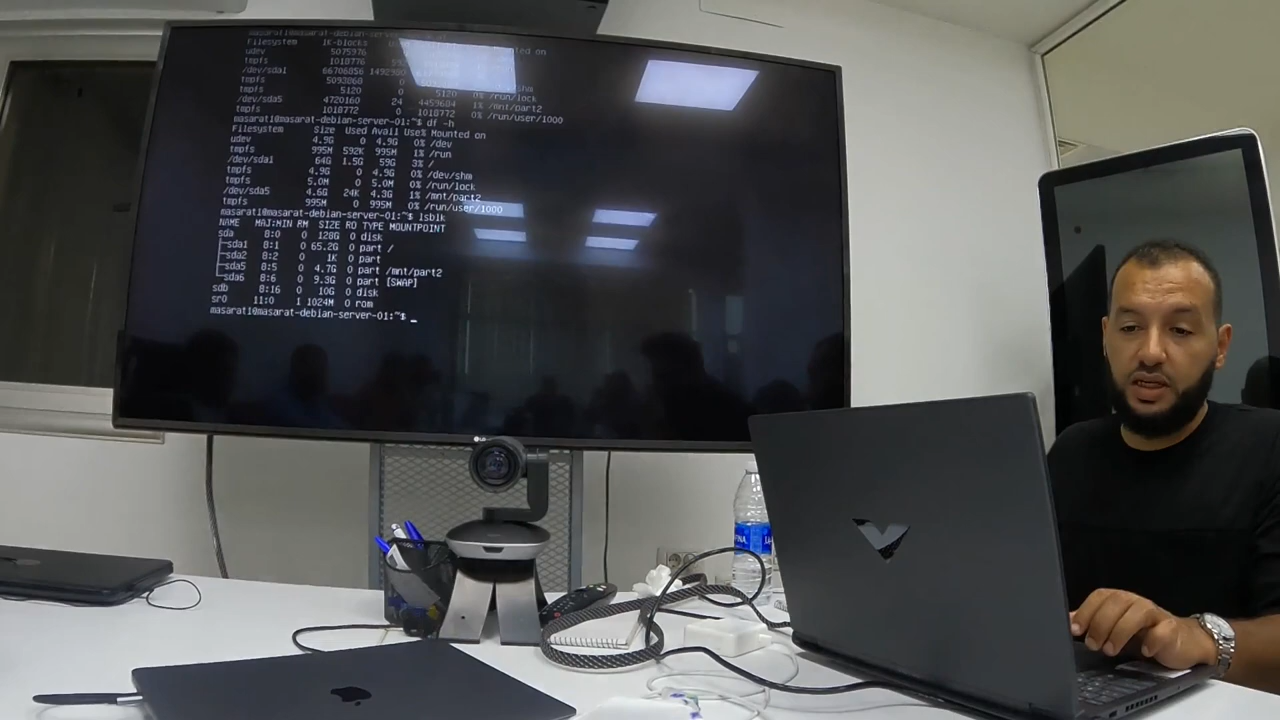 Filesystem 1K-blocks
udev 5075976 0
tmpfs 1018776
/dev/sda1 66706856
tmpfs 5093868 0 /dev/shm
tmpfs 5120 0 5120 0% /run/lock
/dev/sda5 4720160 24 4459684 1% /mnt/part2
tmpfs 1018772 0 1018772 0% /run/user/1000
masarat1@masarat-debian-server-01:~$ df -h
Filesystem Size Used Avail Use% Mounted on
udev 4.9G 0 4.9G 0% /dev
tmpfs 995M 592K 995M 1% /run
/dev/sda1 64G 1.5G 59G 3% /
tmpfs 4.9G 0 4.9G 0% /dev/shm
tmpfs 5.0M 0 5.0M 0% /run/lock
/dev/sda5 4.6G 24K 4.3G 1% /mnt/part2
tmpfs 995M 0 995M 0% /run/user/1000
masarat1@masarat-debian-server-01:~$ lsblk
NAME MAJ:MIN RM SIZE RO TYPE MOUNTPOINT
sda 8:0 0 128G 0 disk
├─sda1 8:1 0 65.2G 0 part /
├─sda2 8:2 0 1K 0 part
├─sda5 8:5 0 4.7G 0 part /mnt/part2
└─sda6 8:6 0 9.3G 0 part [SWAP]
sdb 8:16 0 10G 0 disk
sr0 11:0 1 1024M 0 rom
masarat1@masarat-debian-server-01:~$ _
LG